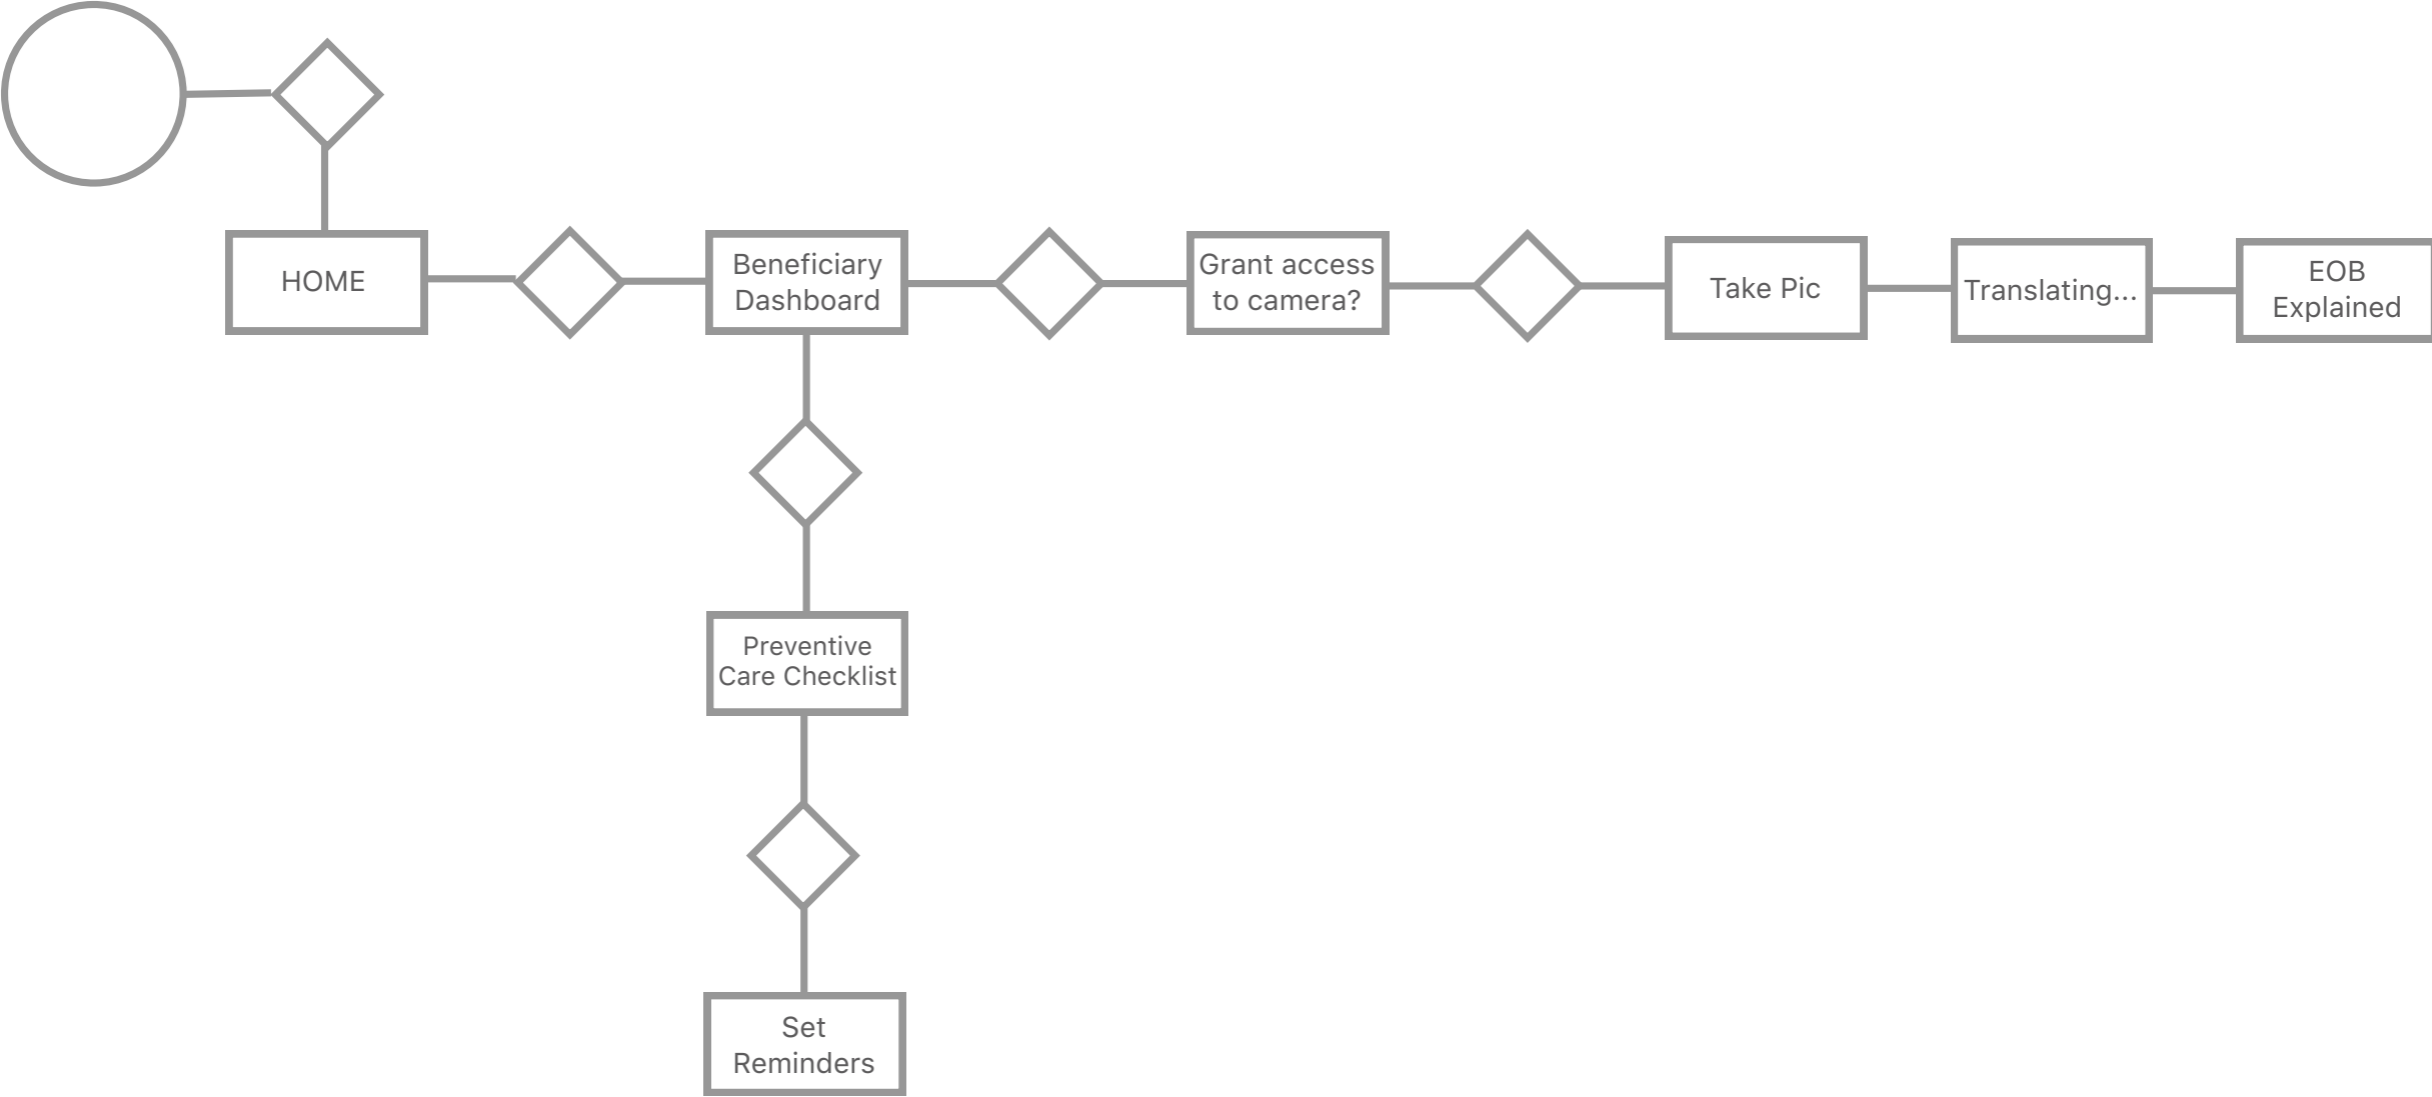 HOME
Beneficiary
Dashboard
Grant access
to camera?
Take Pic
Translating...
EOB
Explained
Preventive
Care Checklist
Set
Reminders